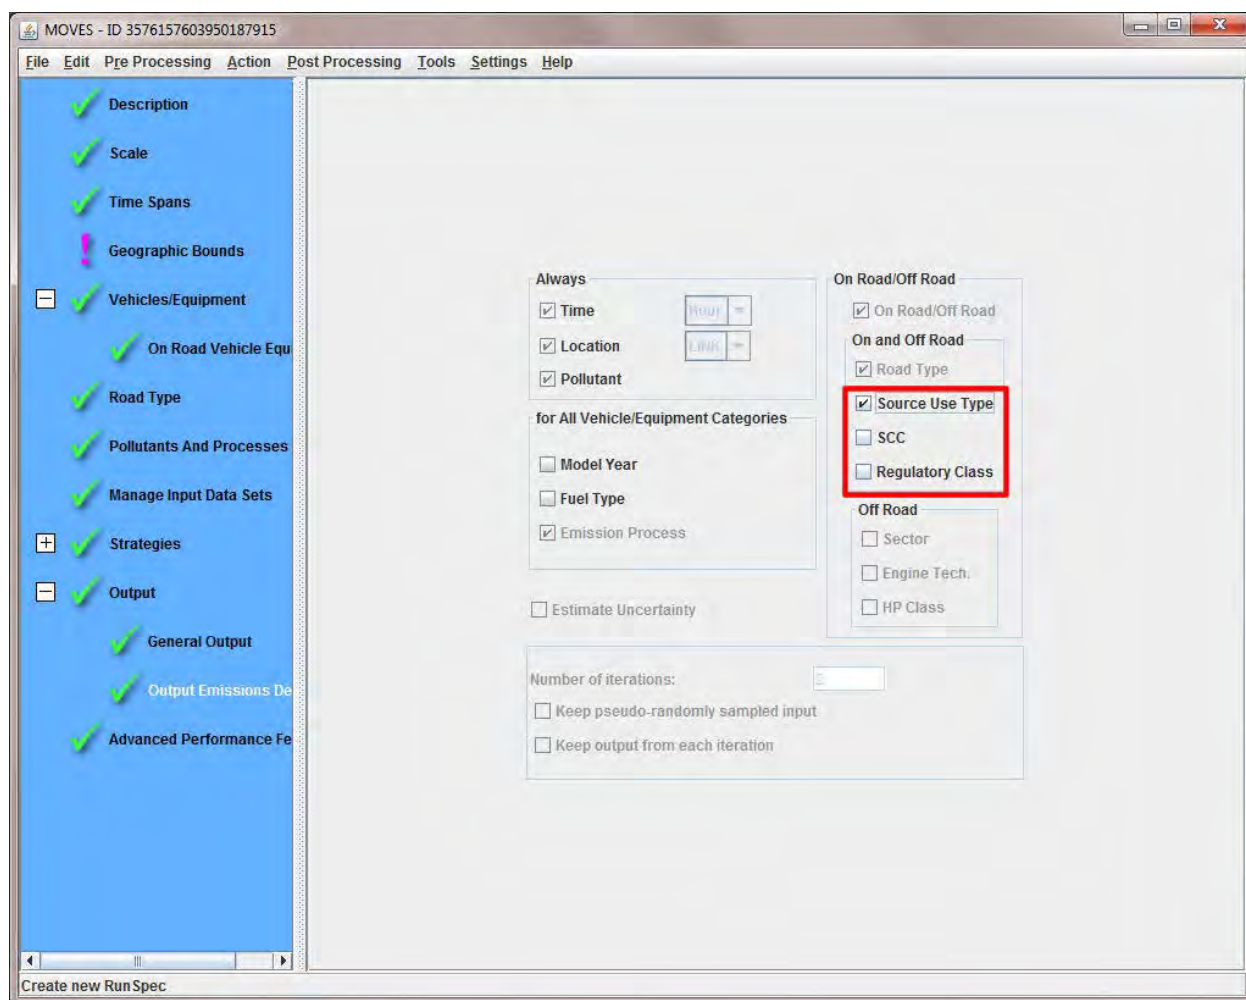 MOVES - ID 3576157603950187915
File Edit Pre Processing Action Post Processing Tools Settings Help
Description
Scale
Time Spans
Geographic Bounds
Vehicles/Equipment
On Road Vehicle Equ
Road Type
Pollutants And Processes
Manage Input Data Sets
Strategies
Output
General Output
Output Emissions De
Advanced Performance Fe
Always
Time Hour
Location LINK
Pollutant
for All Vehicle/Equipment Categories
Model Year
Fuel Type
Emission Process
Estimate Uncertainty
On Road/Off Road
On Road/Off Road
On and Off Road
Road Type
Source Use Type
SCC
Regulatory Class
Off Road
Sector
Engine Tech.
HP Class
Number of iterations:
Keep pseudo-randomly sampled input
Keep output from each iteration
Create new RunSpec